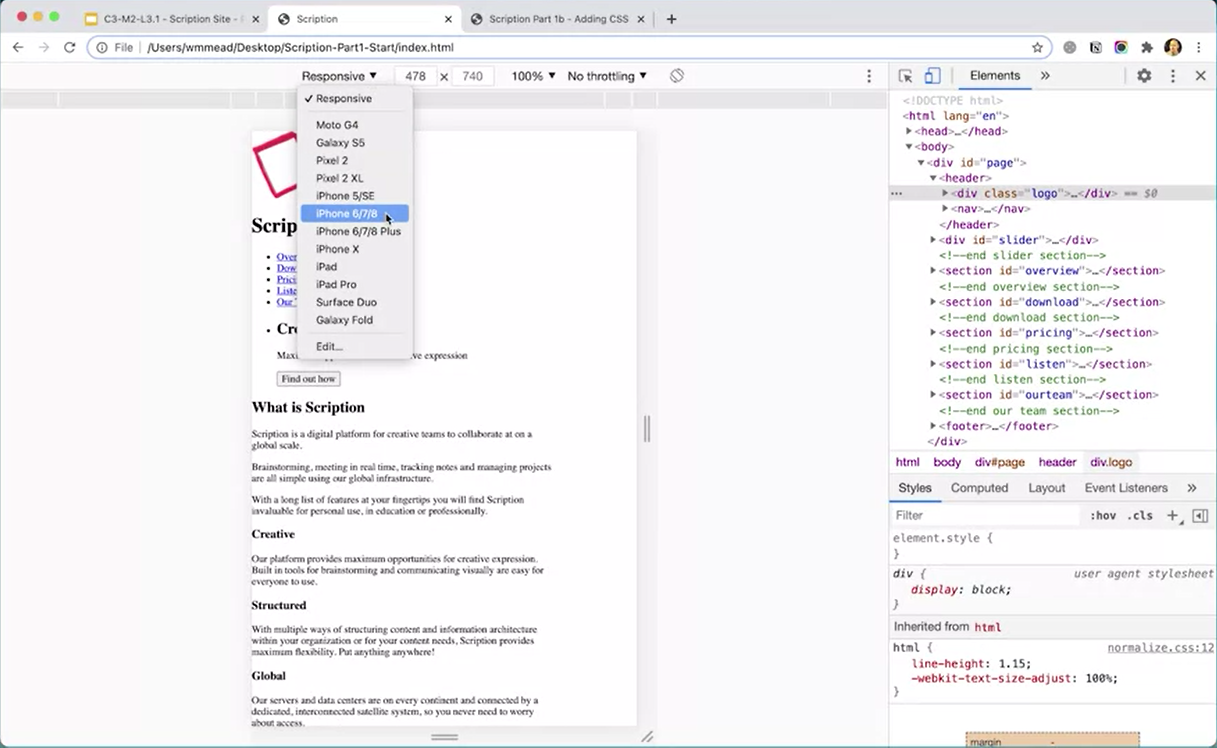 C3-M2-L3.1 - Scription Site -
Scription
Scription Part 1b - Adding CSS
File
/Users/wmmead/Desktop/Scription-Part1-Start/index.html
Responsive
478 × 740
100%
No throttling
Elements
Responsive
Moto G4
Galaxy S5
Pixel 2
Pixel 2 XL
iPhone 5/SE
iPhone 6/7/8
iPhone 6/7/8 Plus
iPhone X
iPad
iPad Pro
Surface Duo
Galaxy Fold
Edit...
Scrip
Over
Dow
Prici
Liste
Our
Cr
Maxi
ve expression
Find out how
What is Scription
Scription is a digital platform for creative teams to collaborate at on a
global scale.
Brainstorming, meeting in real time, tracking notes and managing projects
are all simple using our global infrastructure.
With a long list of features at your fingertips you will find Scription
invaluable for personal use, in education or professionally.
Creative
Our platform provides maximum opportunities for creative expression.
Built in tools for brainstorming and communicating visually are easy for
everyone to use.
Structured
With multiple ways of structuring content and information architecture
within your organization or for your content needs, Scription provides
maximum flexibility. Put anything anywhere!
Global
Our servers and data centers are on every continent and connected by a
dedicated, interconnected satellite system, so you never need to worry
about access.
<!DOCTYPE html>
<html lang="en">
<head>…</head>
<body>
<div id="page">
<header>
<div class="logo">…</div> == $0
<nav>…</nav>
</header>
<div id="slider">…</div>
<!--end slider section-->
<section id="overview">…</section>
<!--end overview section-->
<section id="download">…</section>
<!--end download section-->
<section id="pricing">…</section>
<!--end pricing section-->
<section id="listen">…</section>
<!--end listen section-->
<section id="ourteam">…</section>
<!--end our team section-->
<footer>…</footer>
</div>
html body div#page header div.logo
Styles Computed Layout Event Listeners
Filter :hov .cls
element.style {
}
div { user agent stylesheet
display: block;
}
Inherited from html
html { normalize.css:12
line-height: 1.15;
-webkit-text-size-adjust: 100%;
}
margin -